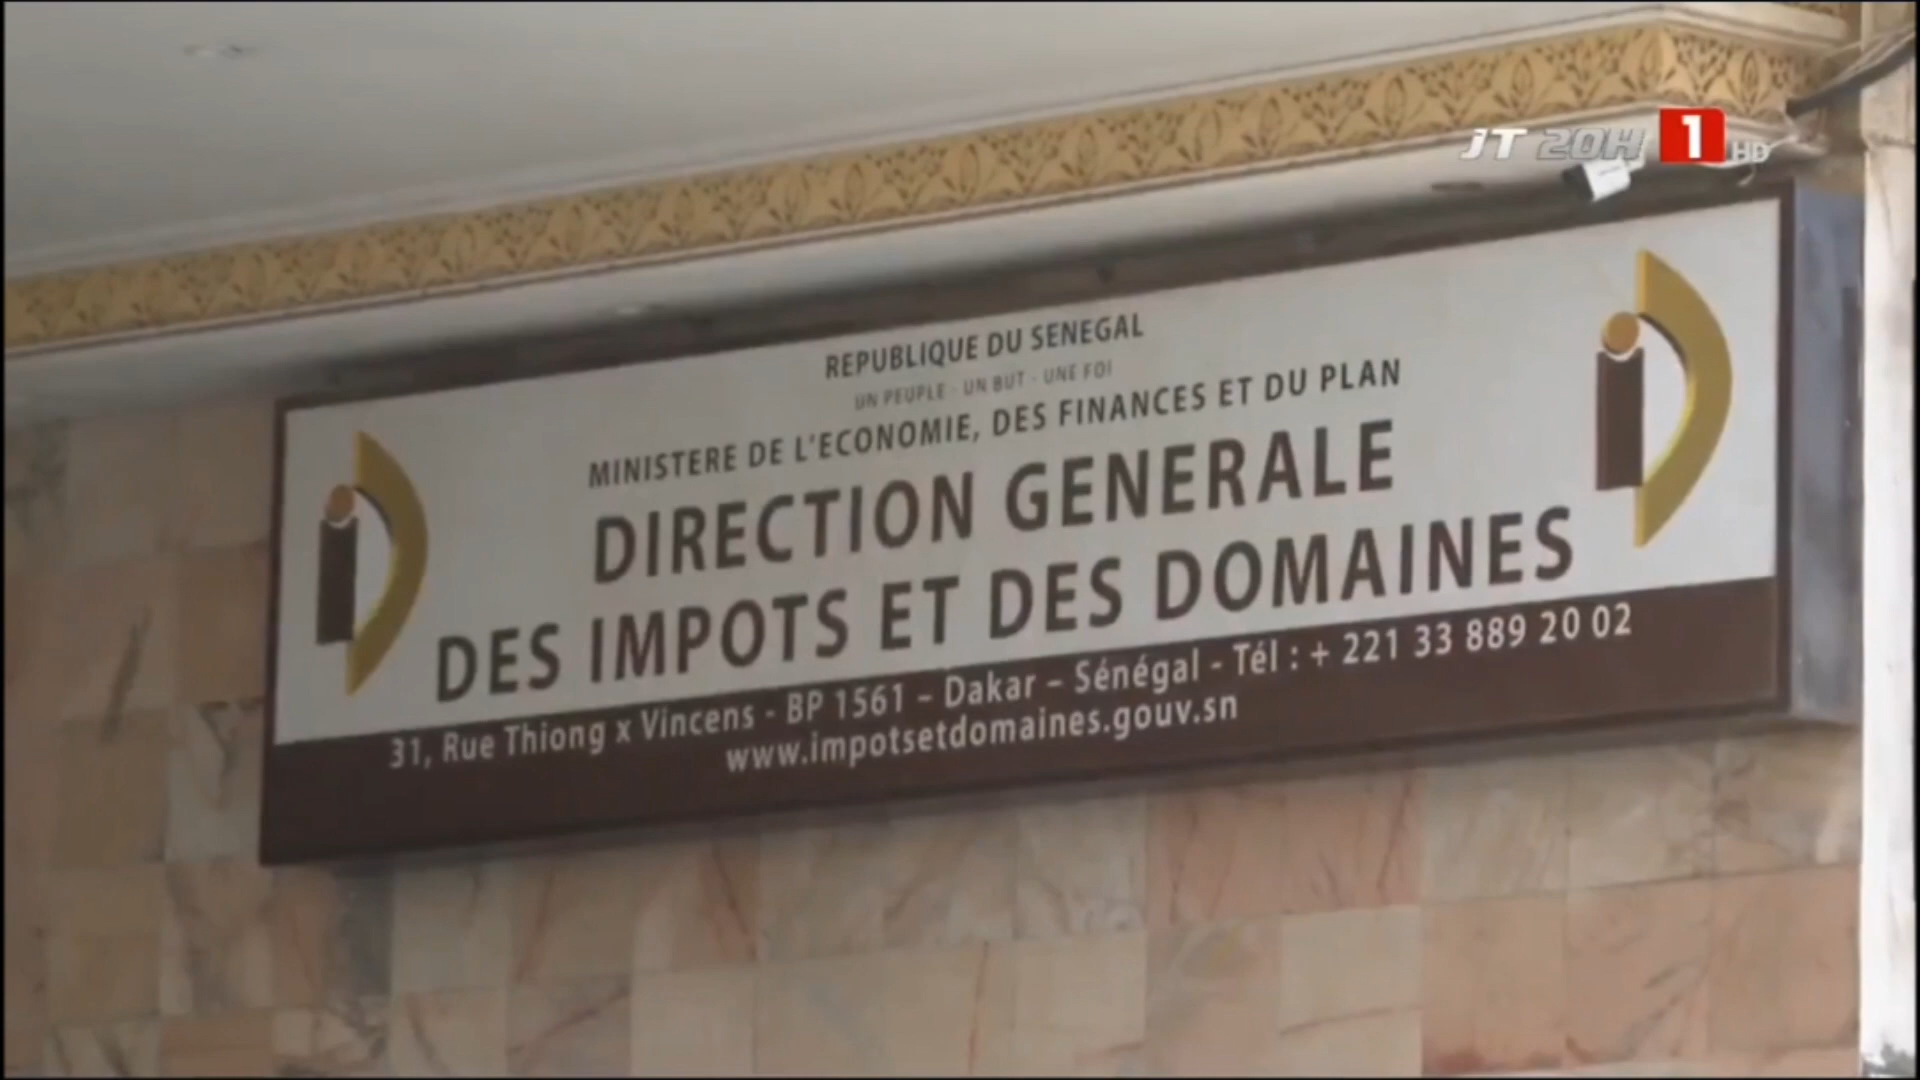 JT 20H 1 HD
REPUBLIQUE DU SENEGAL
UN PEUPLE - UN BUT - UNE FOI
MINISTERE DE L'ECONOMIE, DES FINANCES ET DU PLAN
DIRECTION GENERALE
DES IMPOTS ET DES DOMAINES
31, Rue Thiong x Vincens - BP 1561 – Dakar – Sénégal - Tél : + 221 33 889 20 02
www.impotsetdomaines.gouv.sn